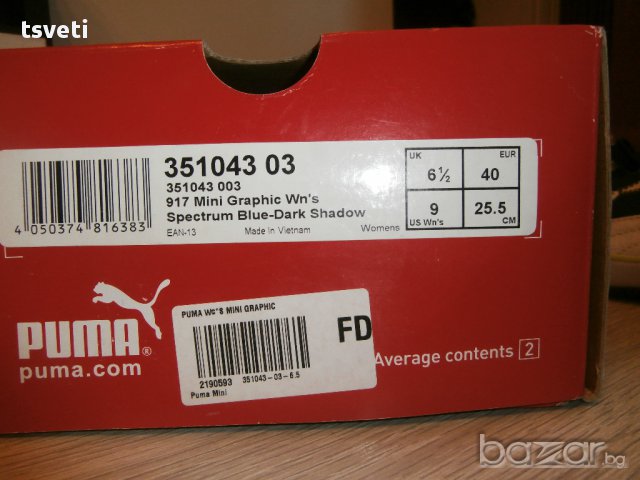 tsveti
351043 03
351043 003
917 Mini Graphic Wn's
Spectrum Blue-Dark Shadow
4 050374 816383
EAN-13 Made in Vietnam Womens
UK EUR
6½ 40
9 25.5
US Wn's CM
PUMA®
puma.com
PUMA Wc"S MINI GRAPHIC
FD
2190593 351043-03-6.5
Puma Mini
Average contents 2
bazar.bg